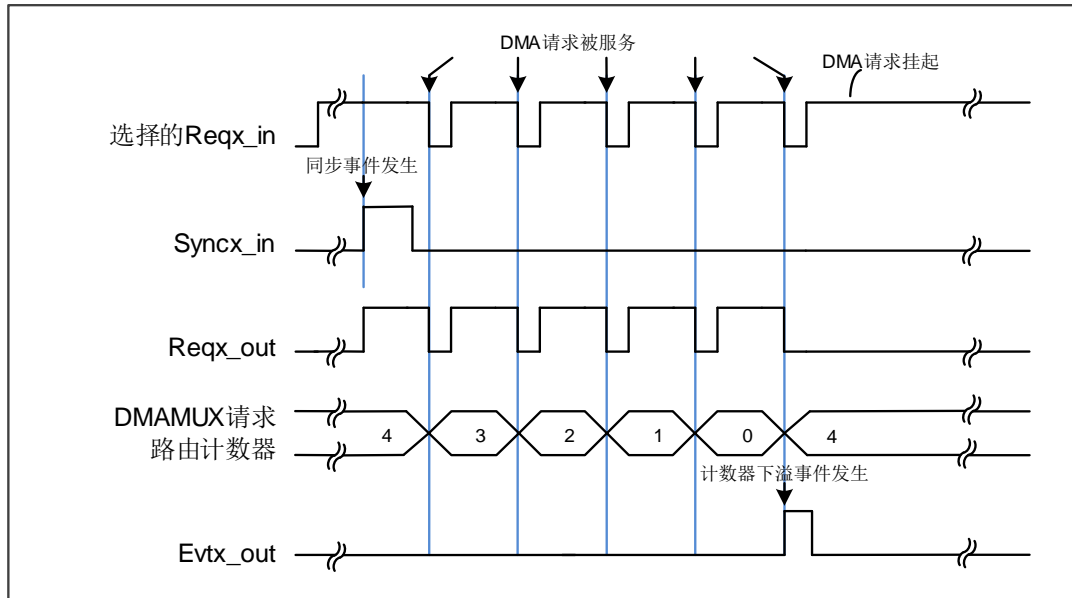 DMA请求被服务
DMA请求挂起
选择的Reqx_in
同步事件发生
Syncx_in
Reqx_out
DMAMUX请求
路由计数器
4 3 2 1 0 4
计数器下溢事件发生
Evtx_out